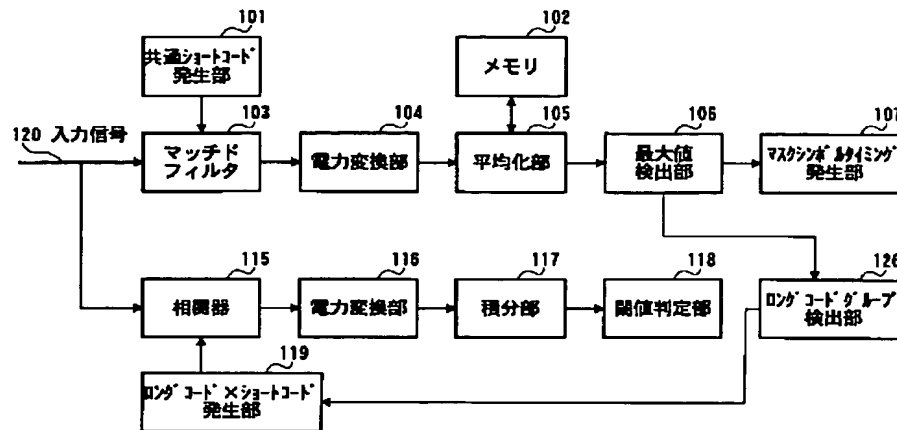 101
共通ショートコード
発生部
102
メモリ
120 入力信号
103
マッチド
フィルタ
104
電力変換部
105
平均化部
106
最大値
検出部
107
マスクシンボルタイミング
発生部
115
相関器
116
電力変換部
117
積分部
118
閾値判定部
126
ロングコードグループ
検出部
119
ロングコード×ショートコード
発生部